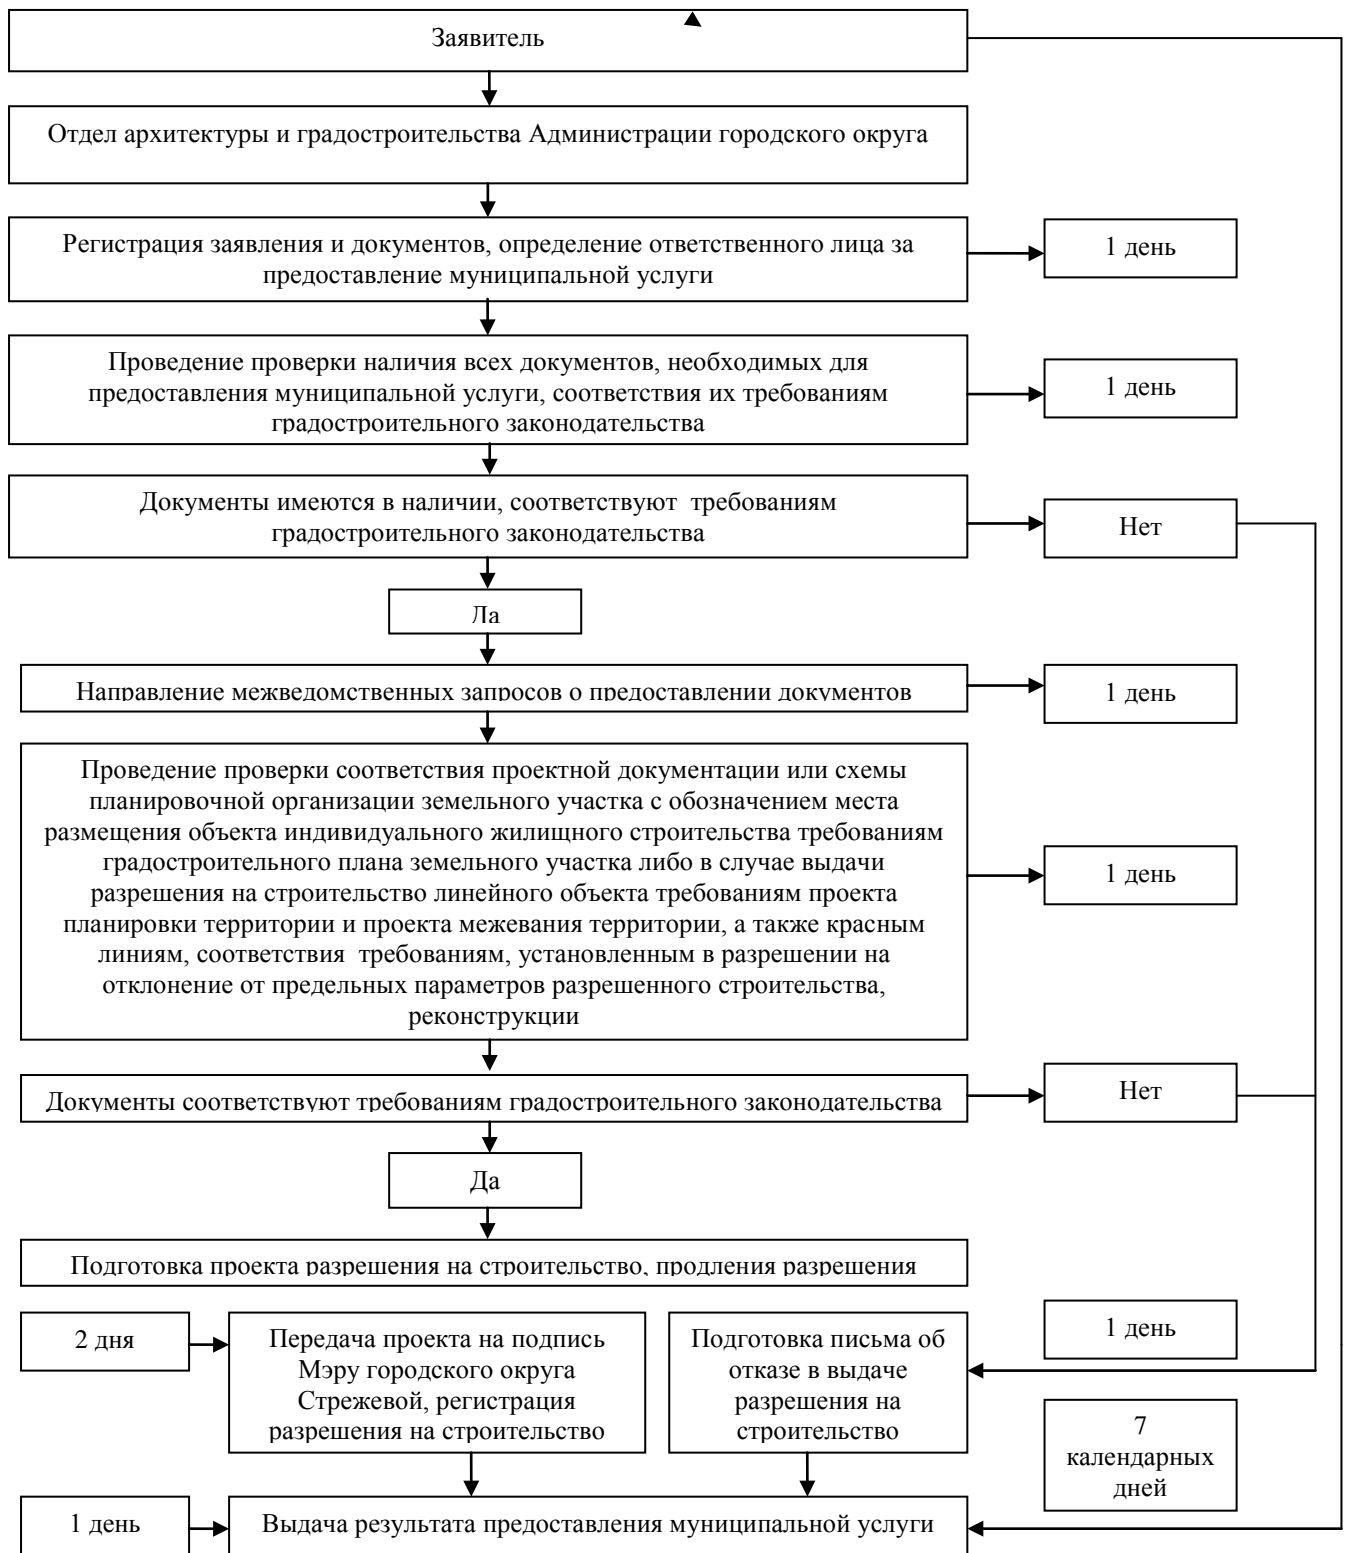 Заявитель
Отдел архитектуры и градостроительства Администрации городского округа
Регистрация заявления и документов, определение ответственного лица за
предоставление муниципальной услуги
1 день
Проведение проверки наличия всех документов, необходимых для
предоставления муниципальной услуги, соответствия их требованиям
градостроительного законодательства
1 день
Документы имеются в наличии, соответствуют требованиям
градостроительного законодательства
Нет
Да
Направление межведомственных запросов о предоставлении документов
1 день
Проведение проверки соответствия проектной документации или схемы
планировочной организации земельного участка с обозначением места
размещения объекта индивидуального жилищного строительства требованиям
градостроительного плана земельного участка либо в случае выдачи
разрешения на строительство линейного объекта требованиям проекта
планировки территории и проекта межевания территории, а также красным
линиям, соответствия требованиям, установленным в разрешении на
отклонение от предельных параметров разрешенного строительства,
реконструкции
1 день
Документы соответствуют требованиям градостроительного законодательства
Нет
Да
Подготовка проекта разрешения на строительство, продления разрешения
2 дня
Передача проекта на подпись
Мэру городского округа
Стрежевой, регистрация
разрешения на строительство
Подготовка письма об
отказе в выдаче
разрешения на
строительство
1 день
7
календарных
дней
1 день
Выдача результата предоставления муниципальной услуги